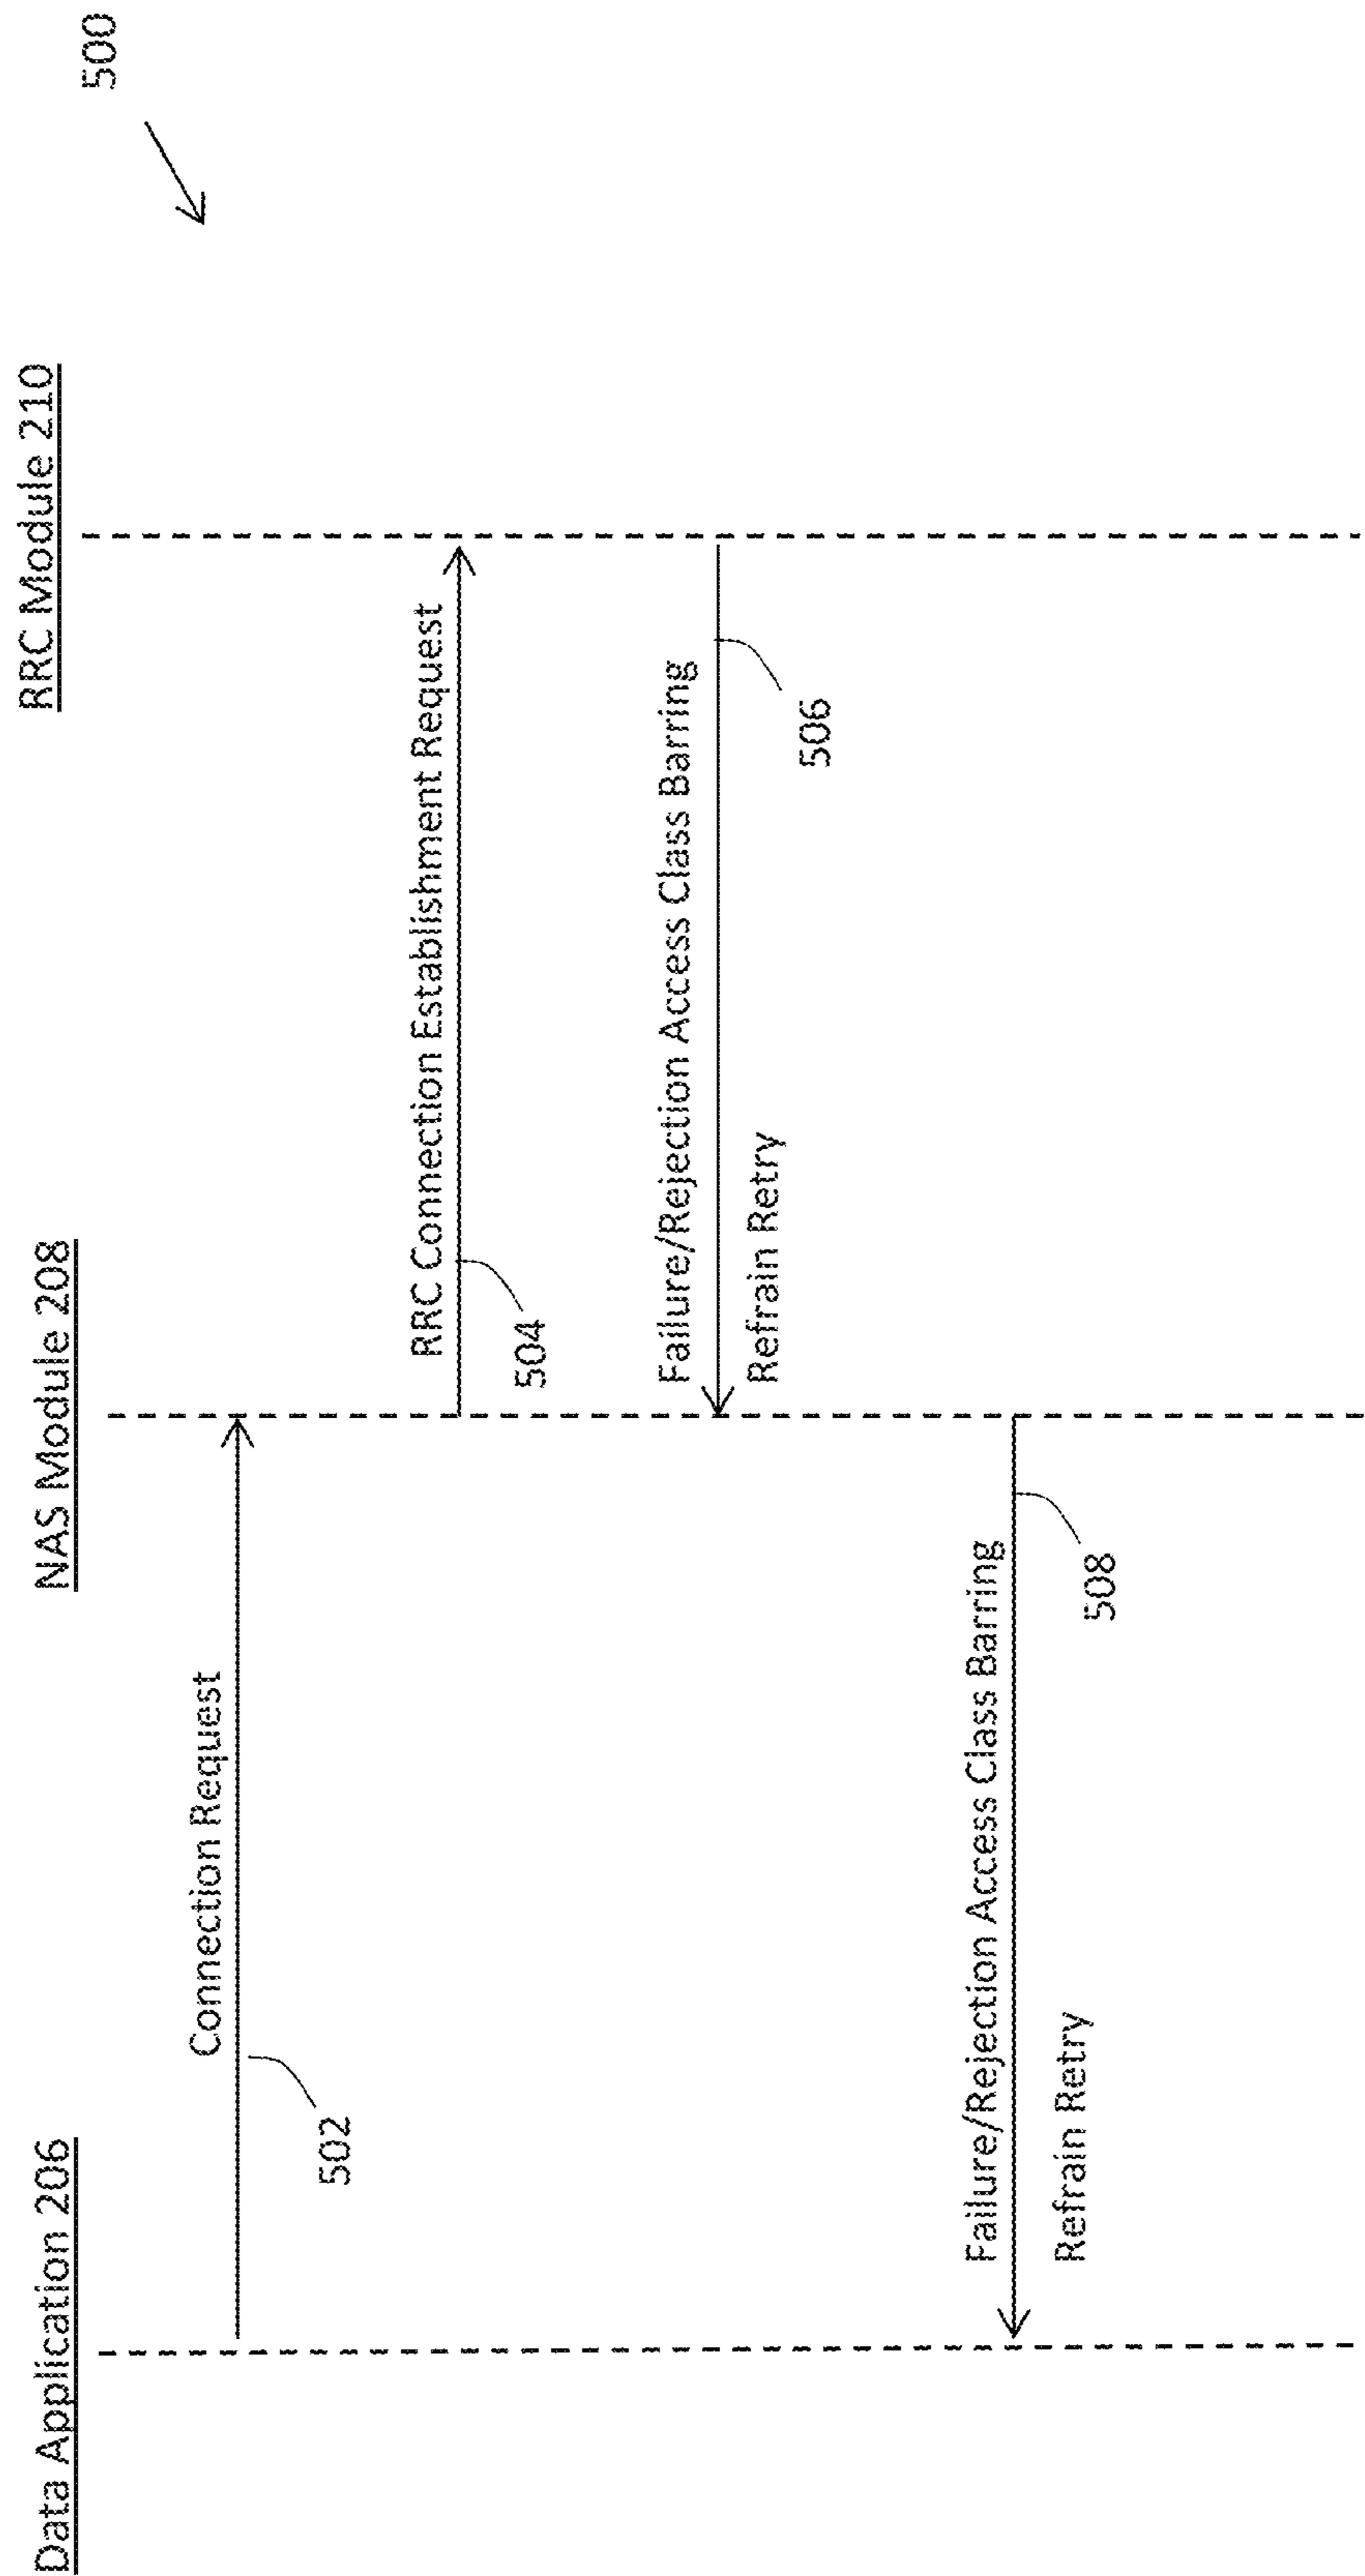 Data Application 206
NAS Module 208
RRC Module 210
500
Connection Request
502
RRC Connection Establishment Request
504
Failure/Rejection Access Class Barring
506
Refrain Retry
Failure/Rejection Access Class Barring
508
Refrain Retry